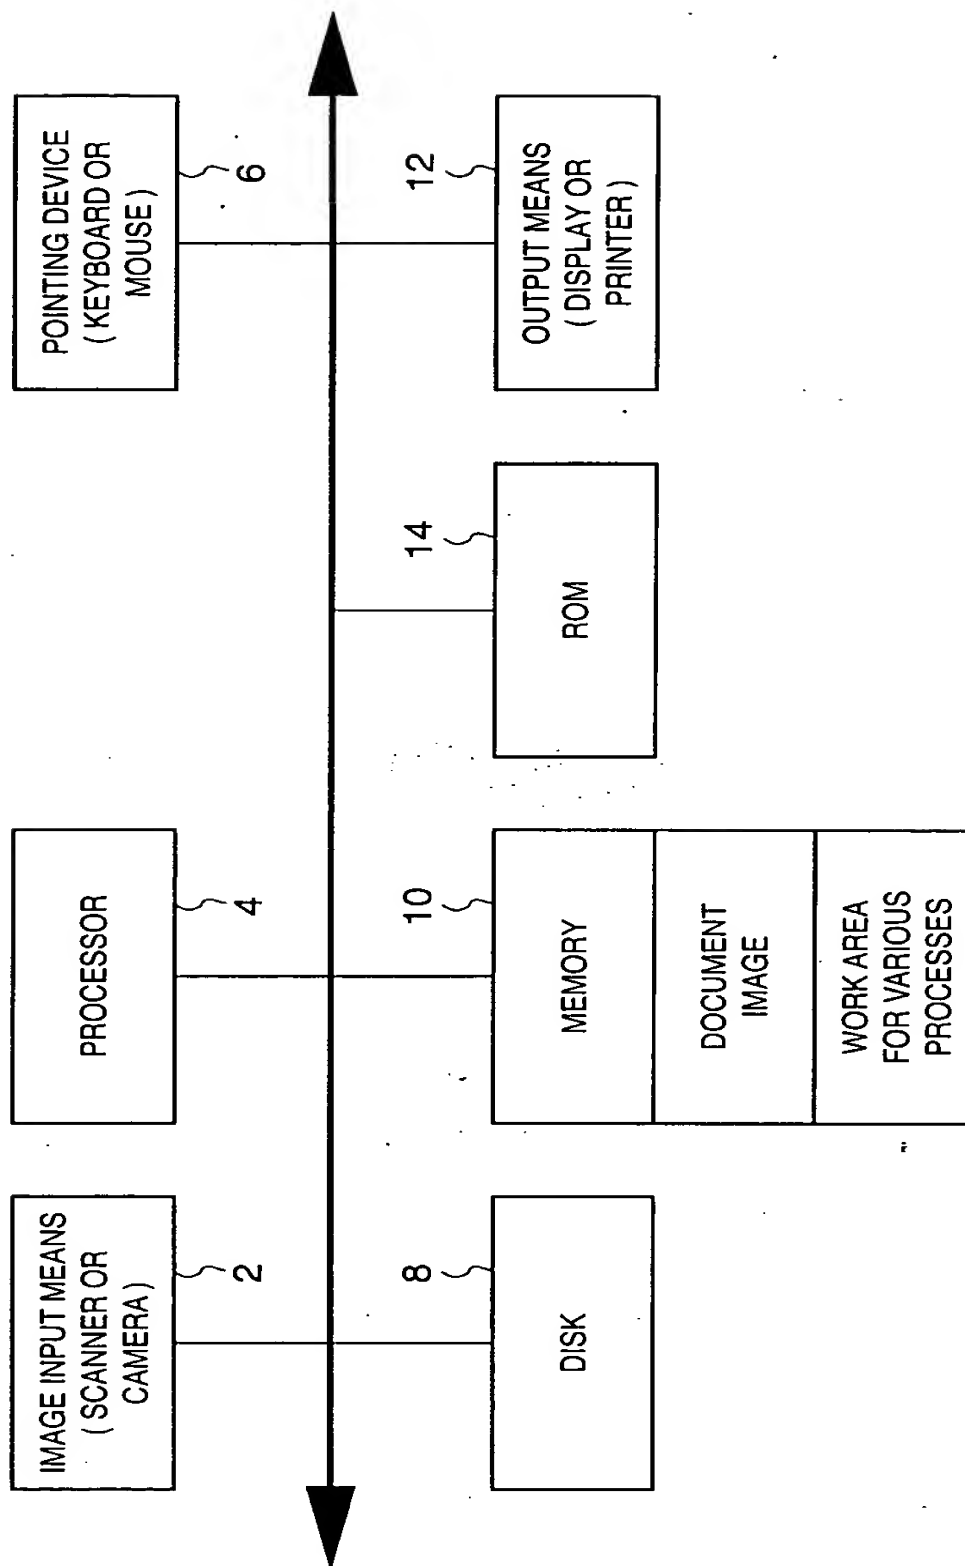 IMAGE INPUT MEANS
( SCANNER OR
CAMERA)
2
PROCESSOR
4
POINTING DEVICE
( KEYBOARD OR
MOUSE )
6
8
DISK
10
MEMORY
DOCUMENT
IMAGE
WORK AREA
FOR VARIOUS
PROCESSES
14
ROM
12
OUTPUT MEANS
( DISPLAY OR
PRINTER )